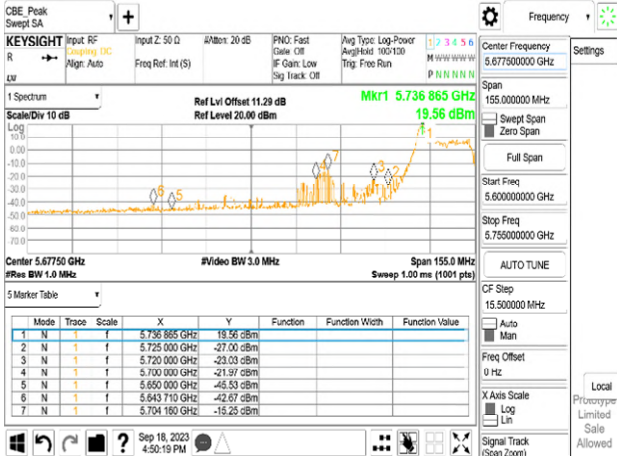 CBE_Peak
Swept SA
+
Frequency
KEYSIGHT Input: RF Input Z: 50 Ω #Atten: 20 dB PNO: Fast Avg Type: Log-Power 1 2 3 4 5 6
R Coupling: DC Gate: Off Avg|Hold: 100/100 M W W W W W
Align: Auto Freq Ref: Int (S) IF Gain: Low Trig: Free Run
Sig Track: Off P N N N N N
Center Frequency
5.677500000 GHz
Settings
Span
155.000000 MHz
Swept Span
Zero Span
Full Span
Start Freq
5.600000000 GHz
Stop Freq
5.755000000 GHz
AUTO TUNE
CF Step
15.500000 MHz
Auto
Man
Freq Offset
0 Hz
X Axis Scale
Log
Lin
Signal Track
(Span Zoom)
Local
Prototype
Limited
Sale
Allowed
1 Spectrum
Ref Lvl Offset 11.29 dB Mkr1 5.736 865 GHz
Scale/Div 10 dB Ref Level 20.00 dBm 19.56 dBm
Log
10.0
0.00
-10.0
-20.0
-30.0
-40.0
-50.0
-60.0
-70.0
1
2
3
5
6
7
Center 5.67750 GHz #Video BW 3.0 MHz Span 155.0 MHz
#Res BW 1.0 MHz Sweep 1.00 ms (1001 pts)
5 Marker Table
Mode Trace Scale X Y Function Function Width Function Value
1 N 1 f 5.736 865 GHz 19.56 dBm
2 N 1 f 5.725 000 GHz -27.00 dBm
3 N 1 f 5.720 000 GHz -23.03 dBm
4 N 1 f 5.700 000 GHz -21.97 dBm
5 N 1 f 5.650 000 GHz -45.53 dBm
6 N 1 f 5.643 710 GHz -42.67 dBm
7 N 1 f 5.704 160 GHz -15.25 dBm
? Sep 18, 2023
4:50:19 PM